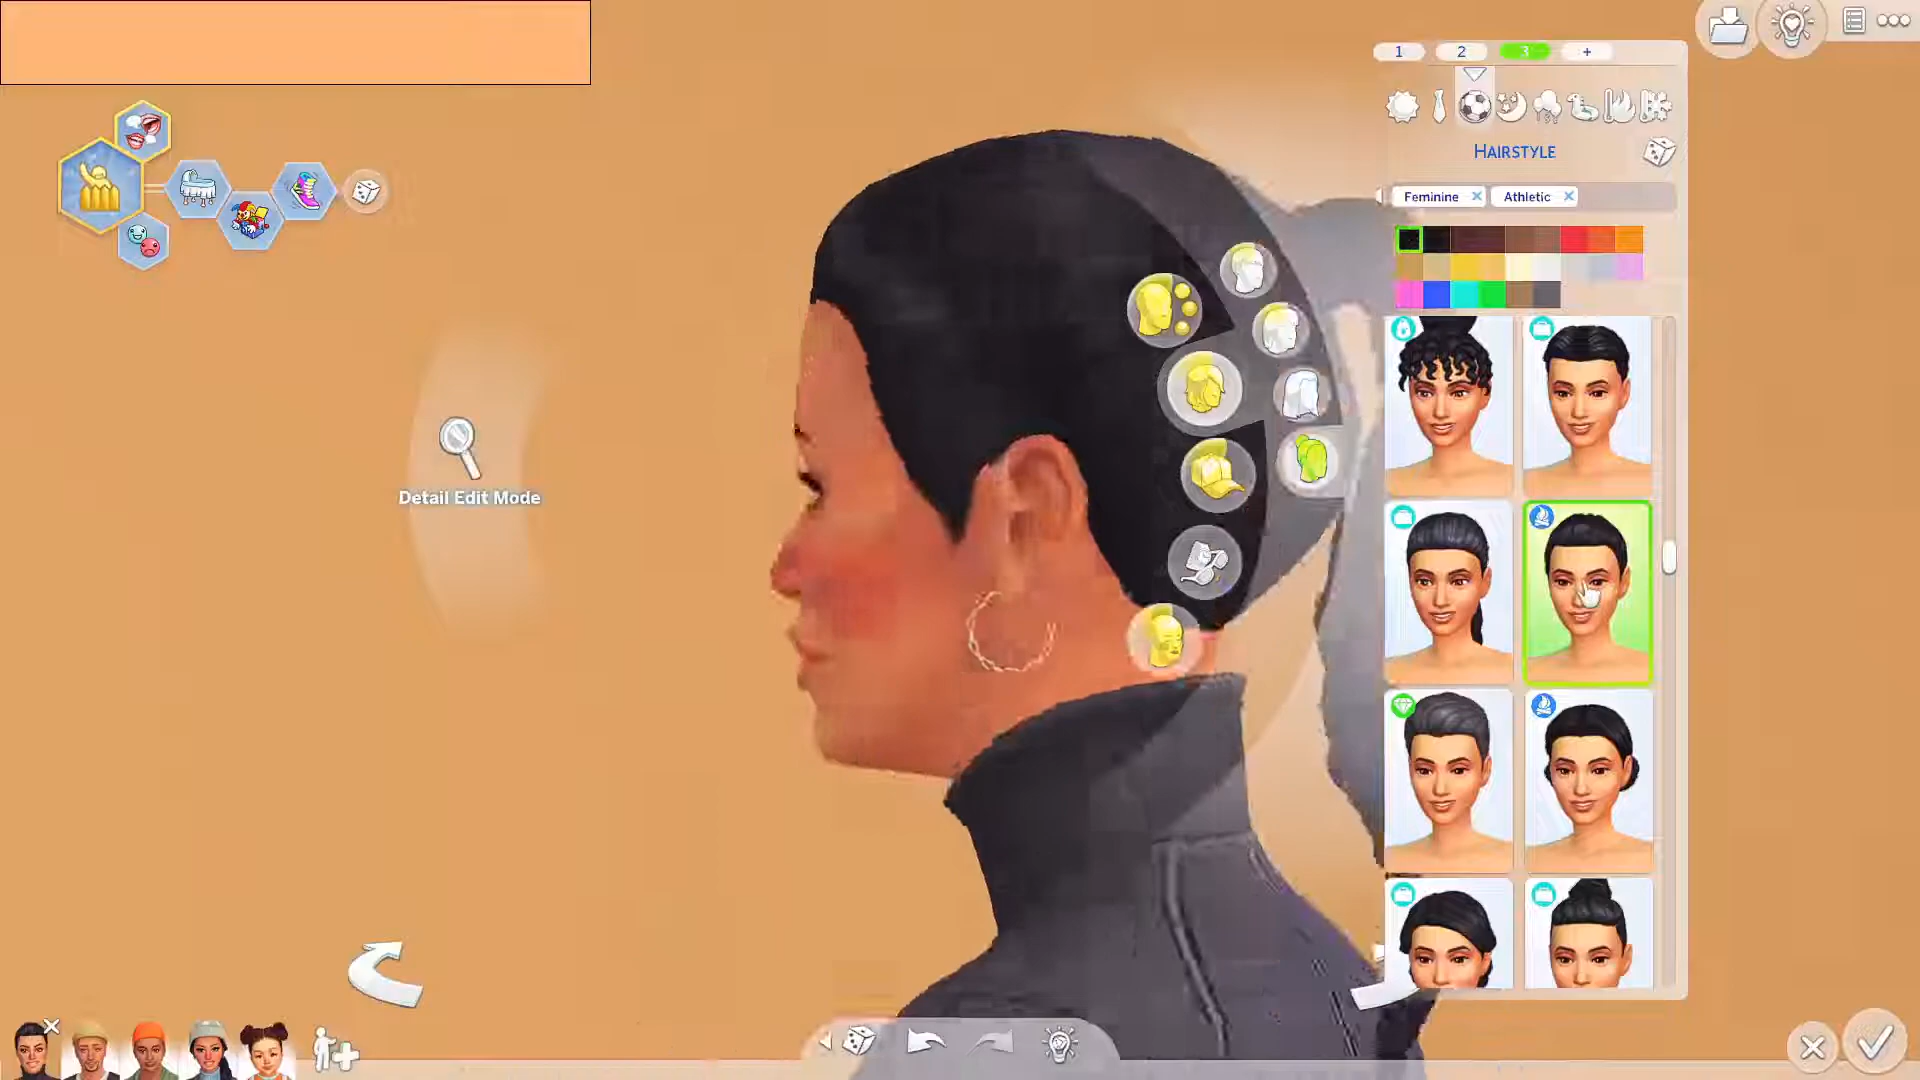 1 2 3 +
HAIRSTYLE
Feminine × Athletic ×
Detail Edit Mode